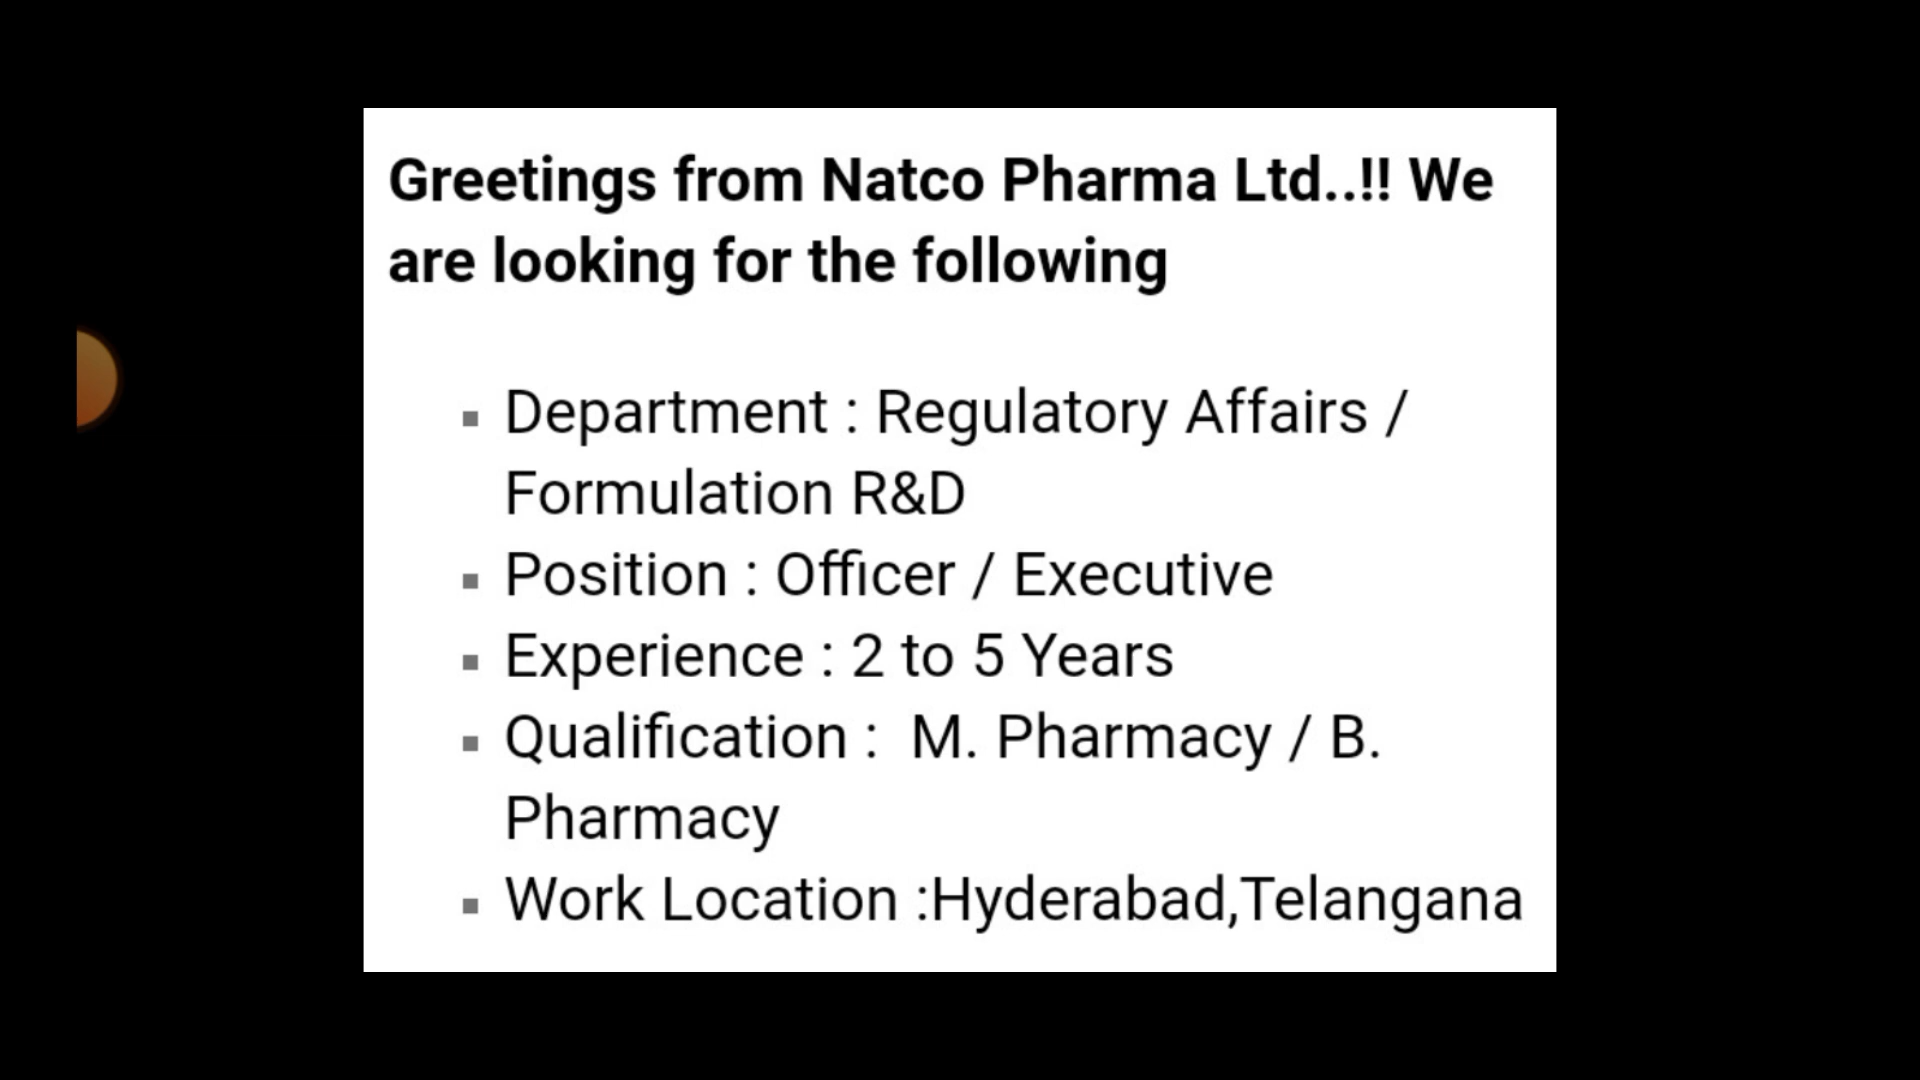 Greetings from Natco Pharma Ltd..!! We
are looking for the following
▪ Department : Regulatory Affairs /
Formulation R&D
▪ Position : Officer / Executive
▪ Experience : 2 to 5 Years
▪ Qualification :  M. Pharmacy / B.
Pharmacy
▪ Work Location :Hyderabad,Telangana